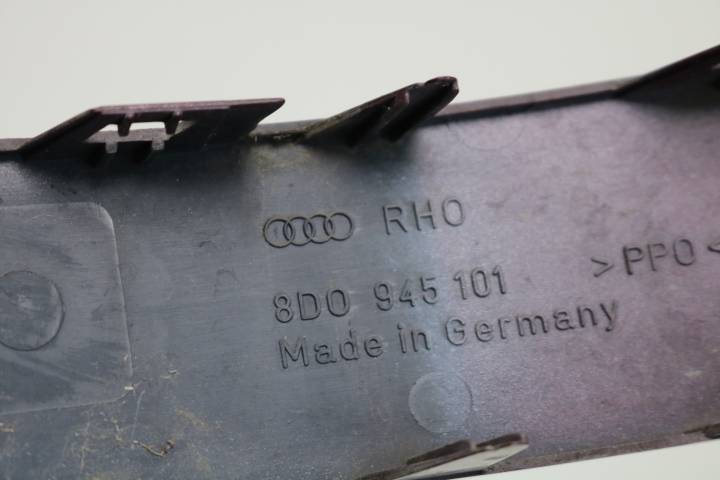 RHO
8D0 945 101
>PPO<
Made in Germany